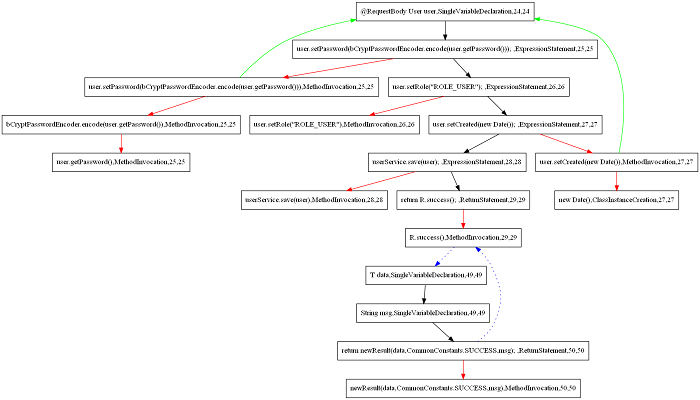 @RequestBody User user,SingleVariableDeclaration,24,24
user.setPassword(bCryptPasswordEncoder.encode(user.getPassword())); ,ExpressionStatement,25,25
user.setPassword(bCryptPasswordEncoder.encode(user.getPassword())),MethodInvocation,25,25
user.setRole("ROLE_USER"); ,ExpressionStatement,26,26
bCryptPasswordEncoder.encode(user.getPassword()),MethodInvocation,25,25
user.setRole("ROLE_USER"),MethodInvocation,26,26
user.setCreated(new Date()); ,ExpressionStatement,27,27
user.getPassword(),MethodInvocation,25,25
userService.save(user); ,ExpressionStatement,28,28
user.setCreated(new Date()),MethodInvocation,27,27
userService.save(user),MethodInvocation,28,28
return R.success(); ,ReturnStatement,29,29
new Date(),ClassInstanceCreation,27,27
R.success(),MethodInvocation,29,29
T data,SingleVariableDeclaration,49,49
String msg,SingleVariableDeclaration,49,49
return newResult(data,CommonConstants.SUCCESS,msg); ,ReturnStatement,50,50
newResult(data,CommonConstants.SUCCESS,msg),MethodInvocation,50,50